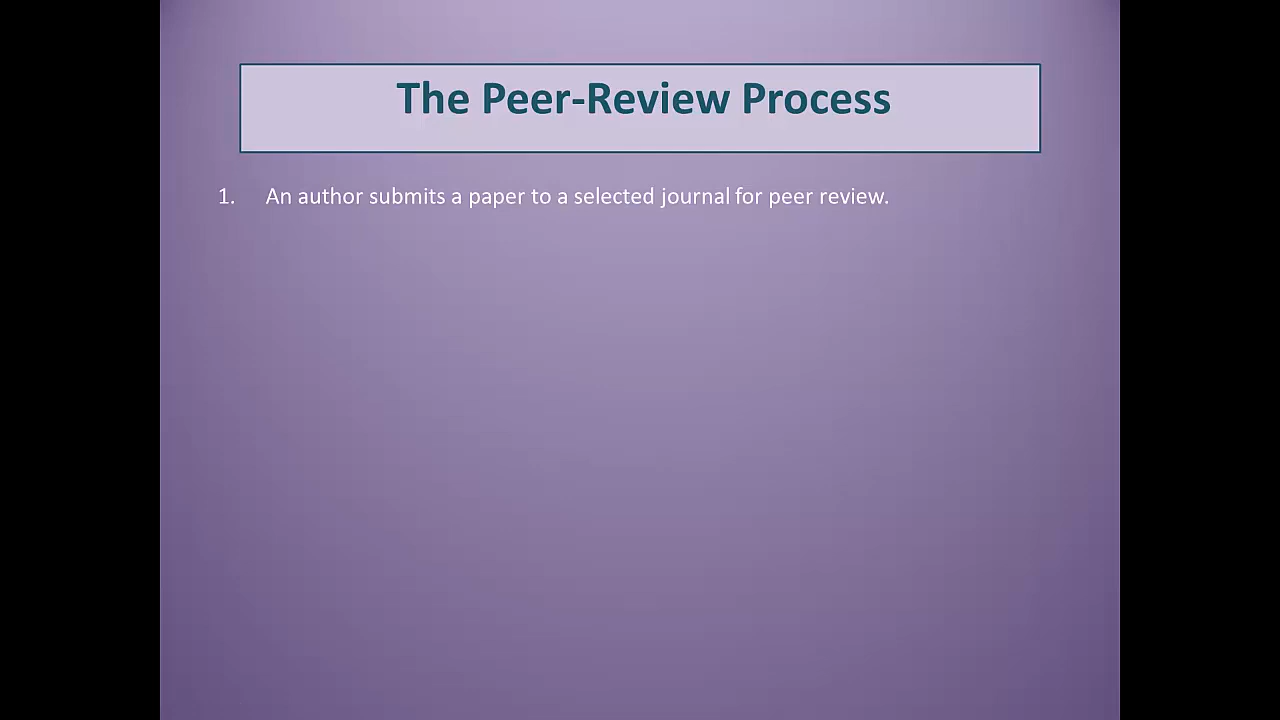 The Peer-Review Process
1. An author submits a paper to a selected journal for peer review.